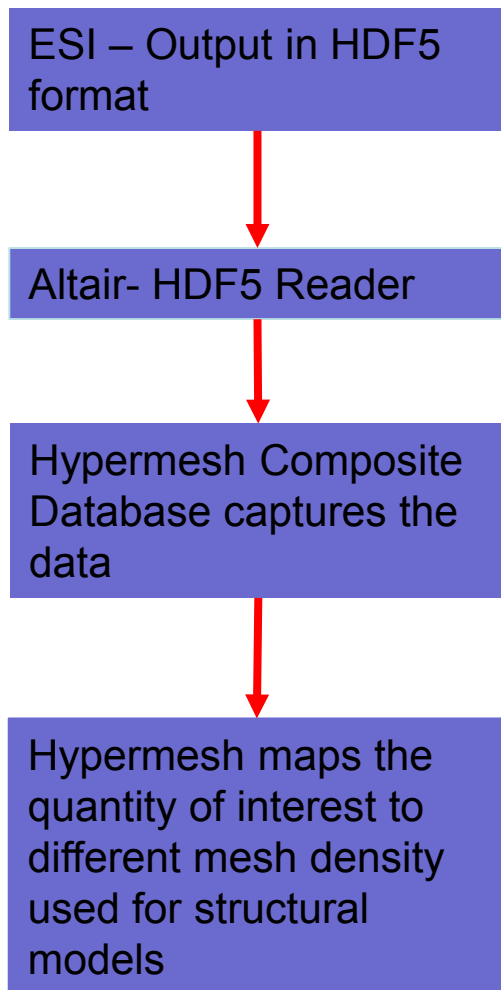 ESI – Output in HDF5
format
Altair- HDF5 Reader
Hypermesh Composite
Database captures the
data
Hypermesh maps the
quantity of interest to
different mesh density
used for structural
models